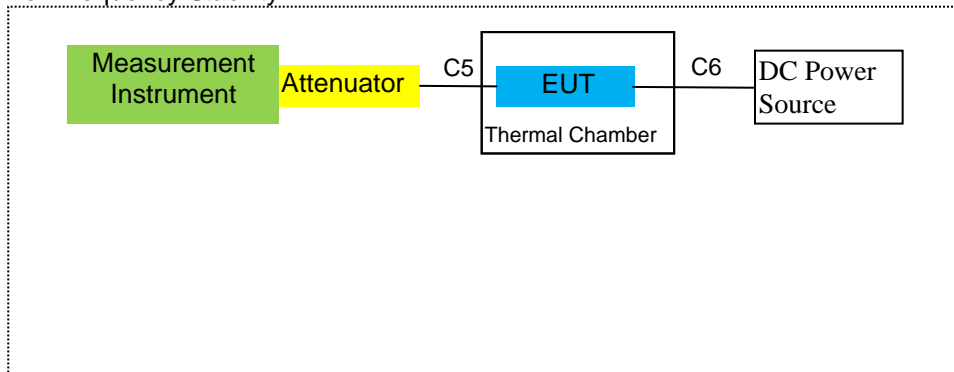 Measurement
Instrument
Attenuator
C5
EUT
Thermal Chamber
C6
DC Power
Source